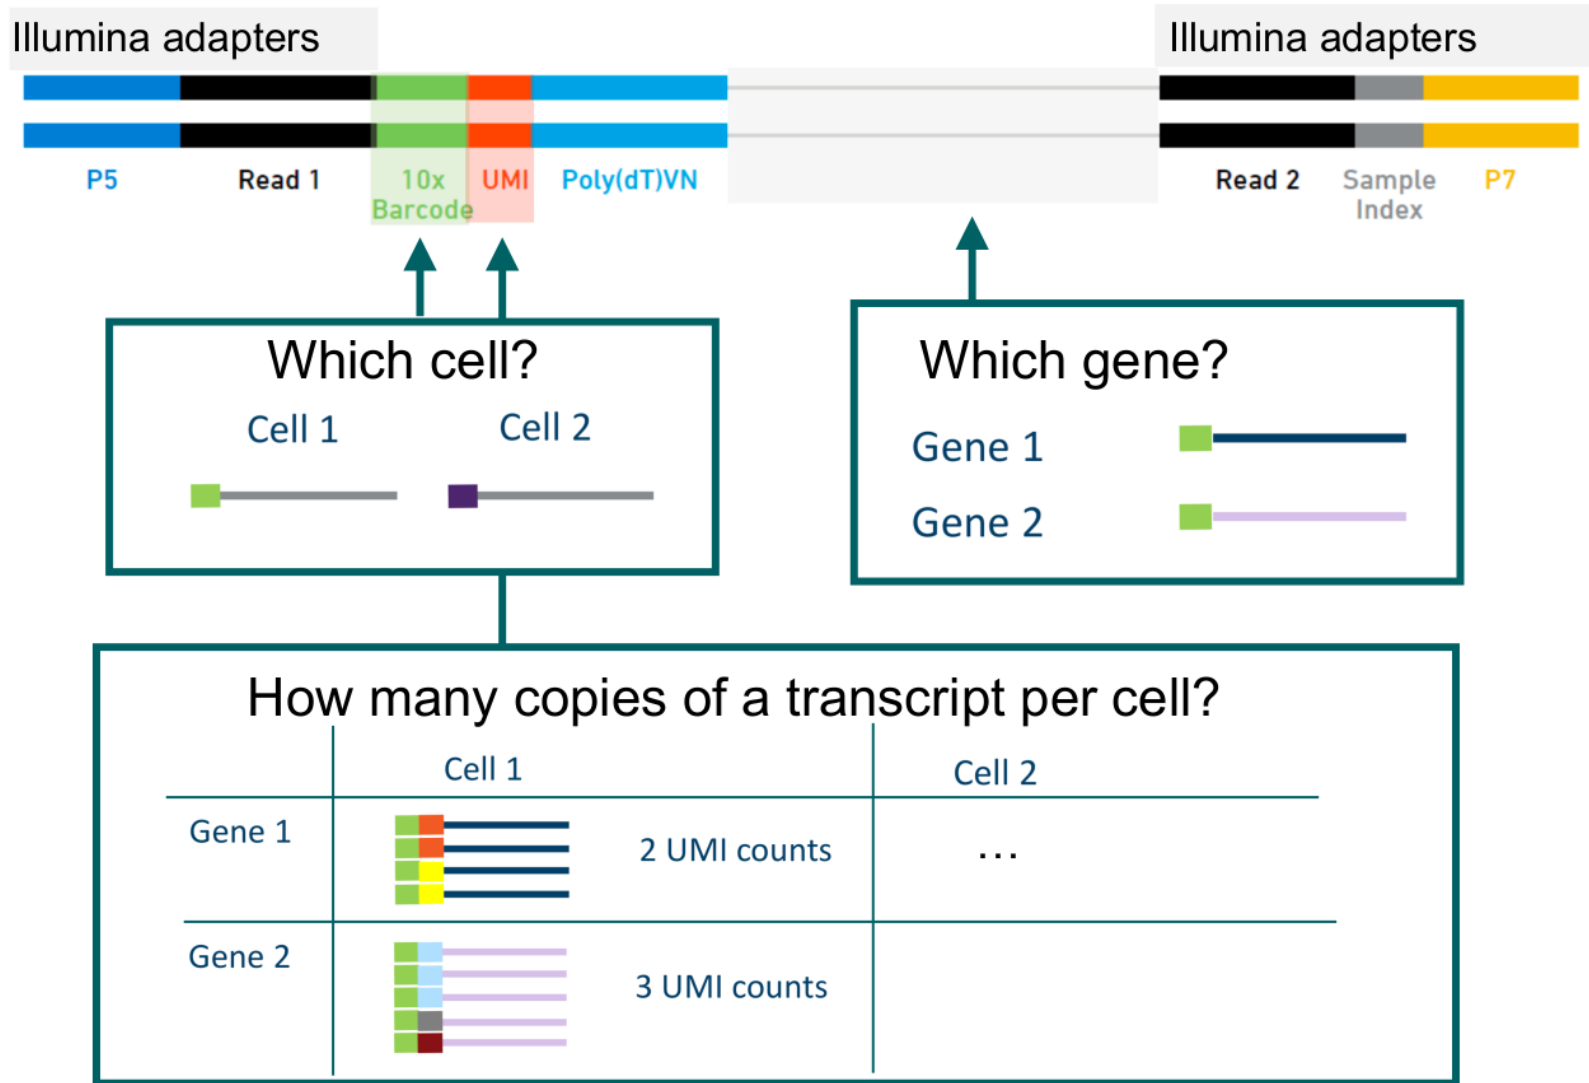 Illumina adapters
Illumina adapters
P5
Read 1
10x
Barcode
UMI
Poly(dT)VN
Read 2
Sample
Index
P7
Which cell?
Cell 1
Cell 2
Which gene?
Gene 1
Gene 2
How many copies of a transcript per cell?
Cell 1
Cell 2
Gene 1
2 UMI counts
...
Gene 2
3 UMI counts